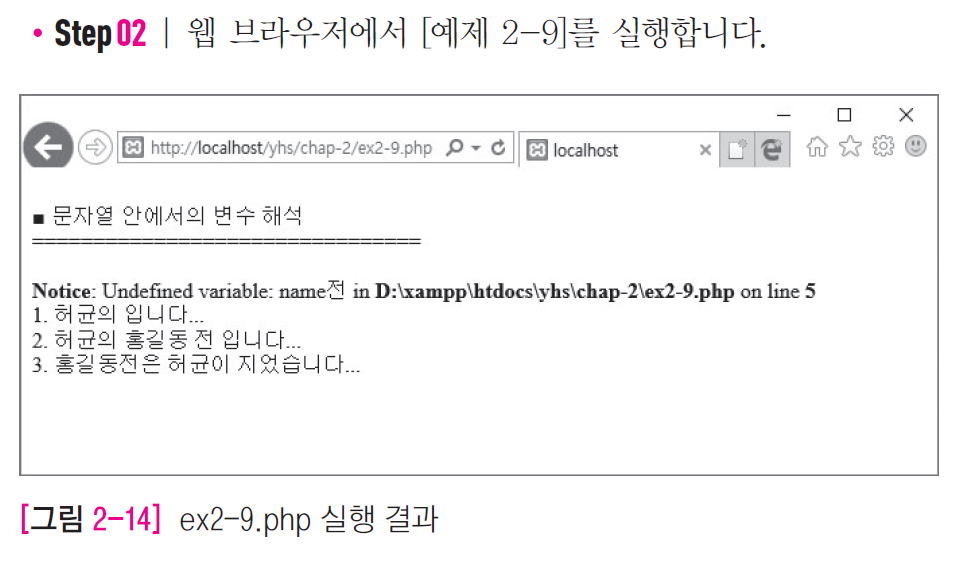 • Step 02 | 웹 브라우저에서 [예제 2-9]를 실행합니다.
http://localhost/yhs/chap-2/ex2-9.php
localhost
■ 문자열 안에서의 변수 해석
================================
Notice: Undefined variable: name전 in D:\xampp\htdocs\yhs\chap-2\ex2-9.php on line 5
1. 허균의 입니다...
2. 허균의 홍길동 전 입니다...
3. 홍길동전은 허균이 지었습니다...
[그림 2-14] ex2-9.php 실행 결과